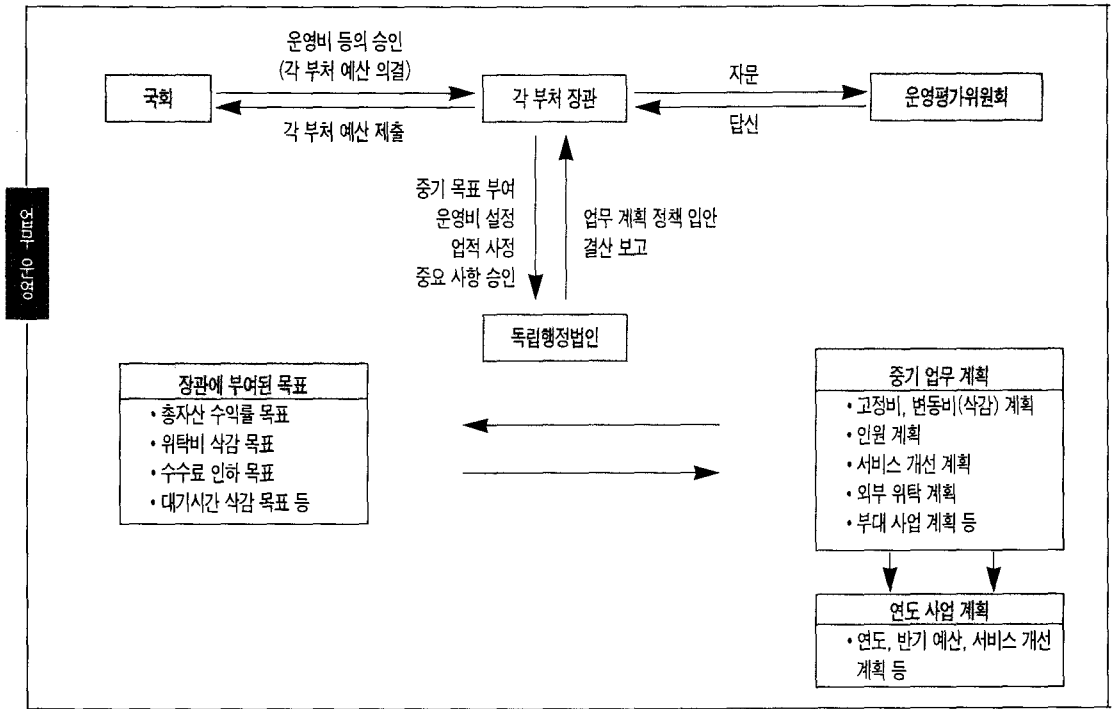 운영비 등의 승인
(각 부처 예산 의결)
국회
각 부처 장관
자문
운영평가위원회
각 부처 예산 제출
답신
업무 운영
중기 목표 부여
운영비 설정
업적 사정
중요 사항 승인
업무 계획 정책 입안
결산 보고
독립행정법인
장관에 부여된 목표
• 총자산 수익률 목표
• 위탁비 삭감 목표
• 수수료 인하 목표
• 대기시간 삭감 목표 등
중기 업무 계획
• 고정비, 변동비(삭감) 계획
• 인원 계획
• 서비스 개선 계획
• 외부 위탁 계획
• 부대 사업 계획 등
연도 사업 계획
• 연도, 반기 예산, 서비스 개선
계획 등